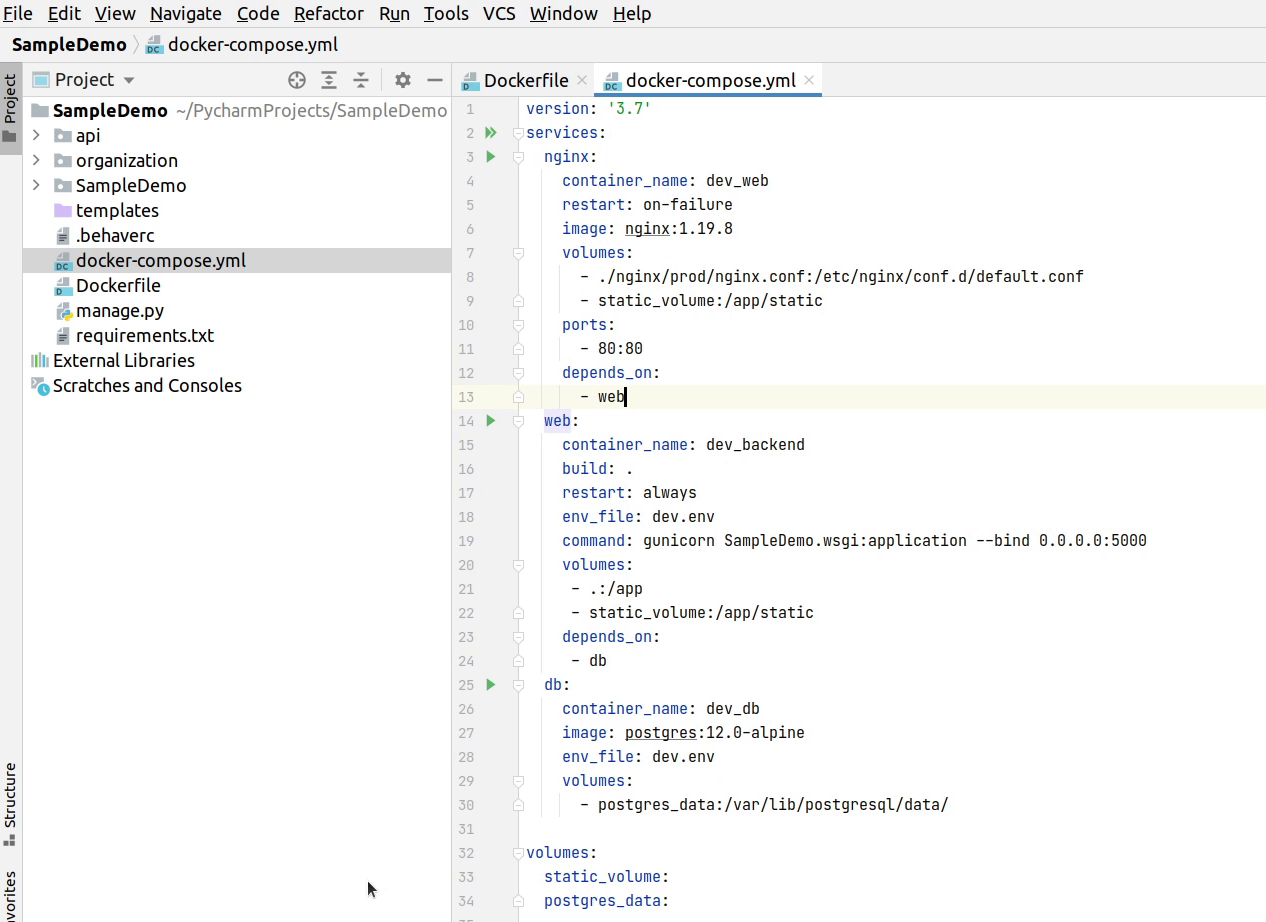 File Edit View Navigate Code Refactor Run Tools VCS Window Help
SampleDemo docker-compose.yml
Project
Structure
Project
SampleDemo ~/PycharmProjects/SampleDemo
api
organization
SampleDemo
templates
.behaverc
docker-compose.yml
Dockerfile
manage.py
requirements.txt
External Libraries
Scratches and Consoles
Dockerfile docker-compose.yml
1 version: '3.7'
2 services:
3 nginx:
4 container_name: dev_web
5 restart: on-failure
6 image: nginx:1.19.8
7 volumes:
8 - ./nginx/prod/nginx.conf:/etc/nginx/conf.d/default.conf
9 - static_volume:/app/static
10 ports:
11 - 80:80
12 depends_on:
13 - web
14 web:
15 container_name: dev_backend
16 build: .
17 restart: always
18 env_file: dev.env
19 command: gunicorn SampleDemo.wsgi:application --bind 0.0.0.0:5000
20 volumes:
21 - .:/app
22 - static_volume:/app/static
23 depends_on:
24 - db
25 db:
26 container_name: dev_db
27 image: postgres:12.0-alpine
28 env_file: dev.env
29 volumes:
30 - postgres_data:/var/lib/postgresql/data/
31
32 volumes:
33 static_volume:
34 postgres_data: